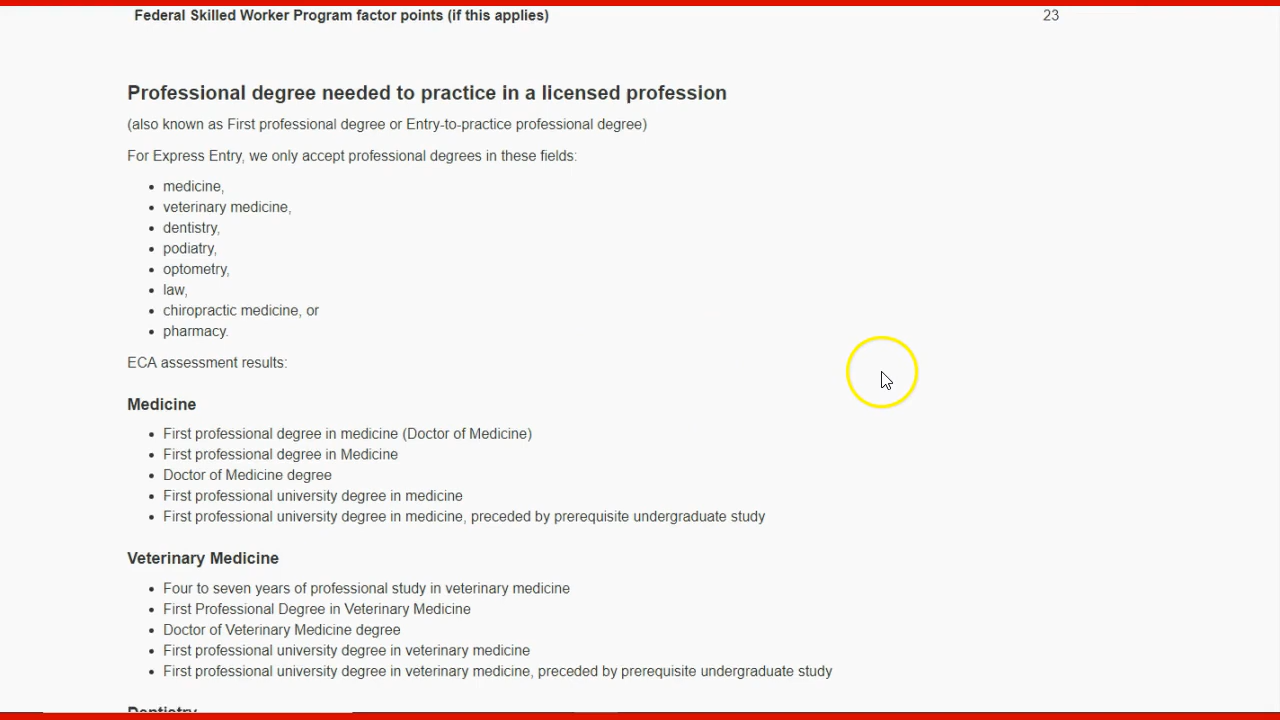 Federal Skilled Worker Program factor points (if this applies) 23
Professional degree needed to practice in a licensed profession
(also known as First professional degree or Entry-to-practice professional degree)
For Express Entry, we only accept professional degrees in these fields:
medicine,
veterinary medicine,
dentistry,
podiatry,
optometry,
law,
chiropractic medicine, or
pharmacy.
ECA assessment results:
Medicine
First professional degree in medicine (Doctor of Medicine)
First professional degree in Medicine
Doctor of Medicine degree
First professional university degree in medicine
First professional university degree in medicine, preceded by prerequisite undergraduate study
Veterinary Medicine
Four to seven years of professional study in veterinary medicine
First Professional Degree in Veterinary Medicine
Doctor of Veterinary Medicine degree
First professional university degree in veterinary medicine
First professional university degree in veterinary medicine, preceded by prerequisite undergraduate study
Dentistry